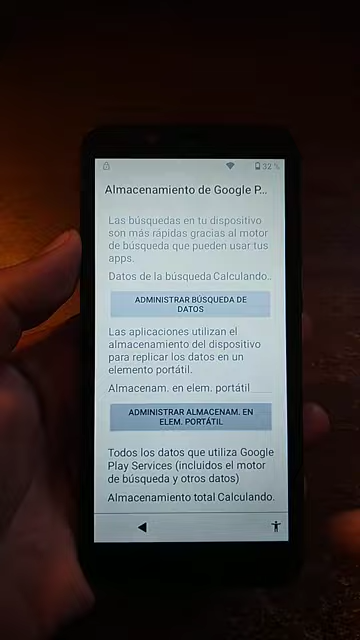 32 %
Almacenamiento de Google P...
Las búsquedas en tu dispositivo
son más rápidas gracias al motor
de búsqueda que pueden usar tus
apps.
Datos de la búsqueda Calculando..
ADMINISTRAR BÚSQUEDA DE
DATOS
Las aplicaciones utilizan el
almacenamiento del dispositivo
para replicar los datos en un
elemento portátil.
Almacenam. en elem. portátil
ADMINISTRAR ALMACENAM. EN
ELEM. PORTÁTIL
Todos los datos que utiliza Google
Play Services (incluidos el motor
de búsqueda y otros datos)
Almacenamiento total Calculando.